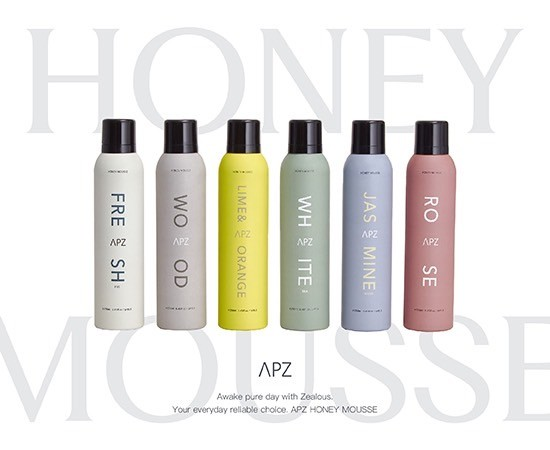 HONEY
FRE
APZ
SH
WO
APZ
OD
LIME&
APZ
ORANGE
WH
APZ
ITE
JAS
APZ
MINE
RO
APZ
SE
MOUSSE
APZ
Awake pure day with Zealous.
Your everyday reliable choice. APZ HONEY MOUSSE